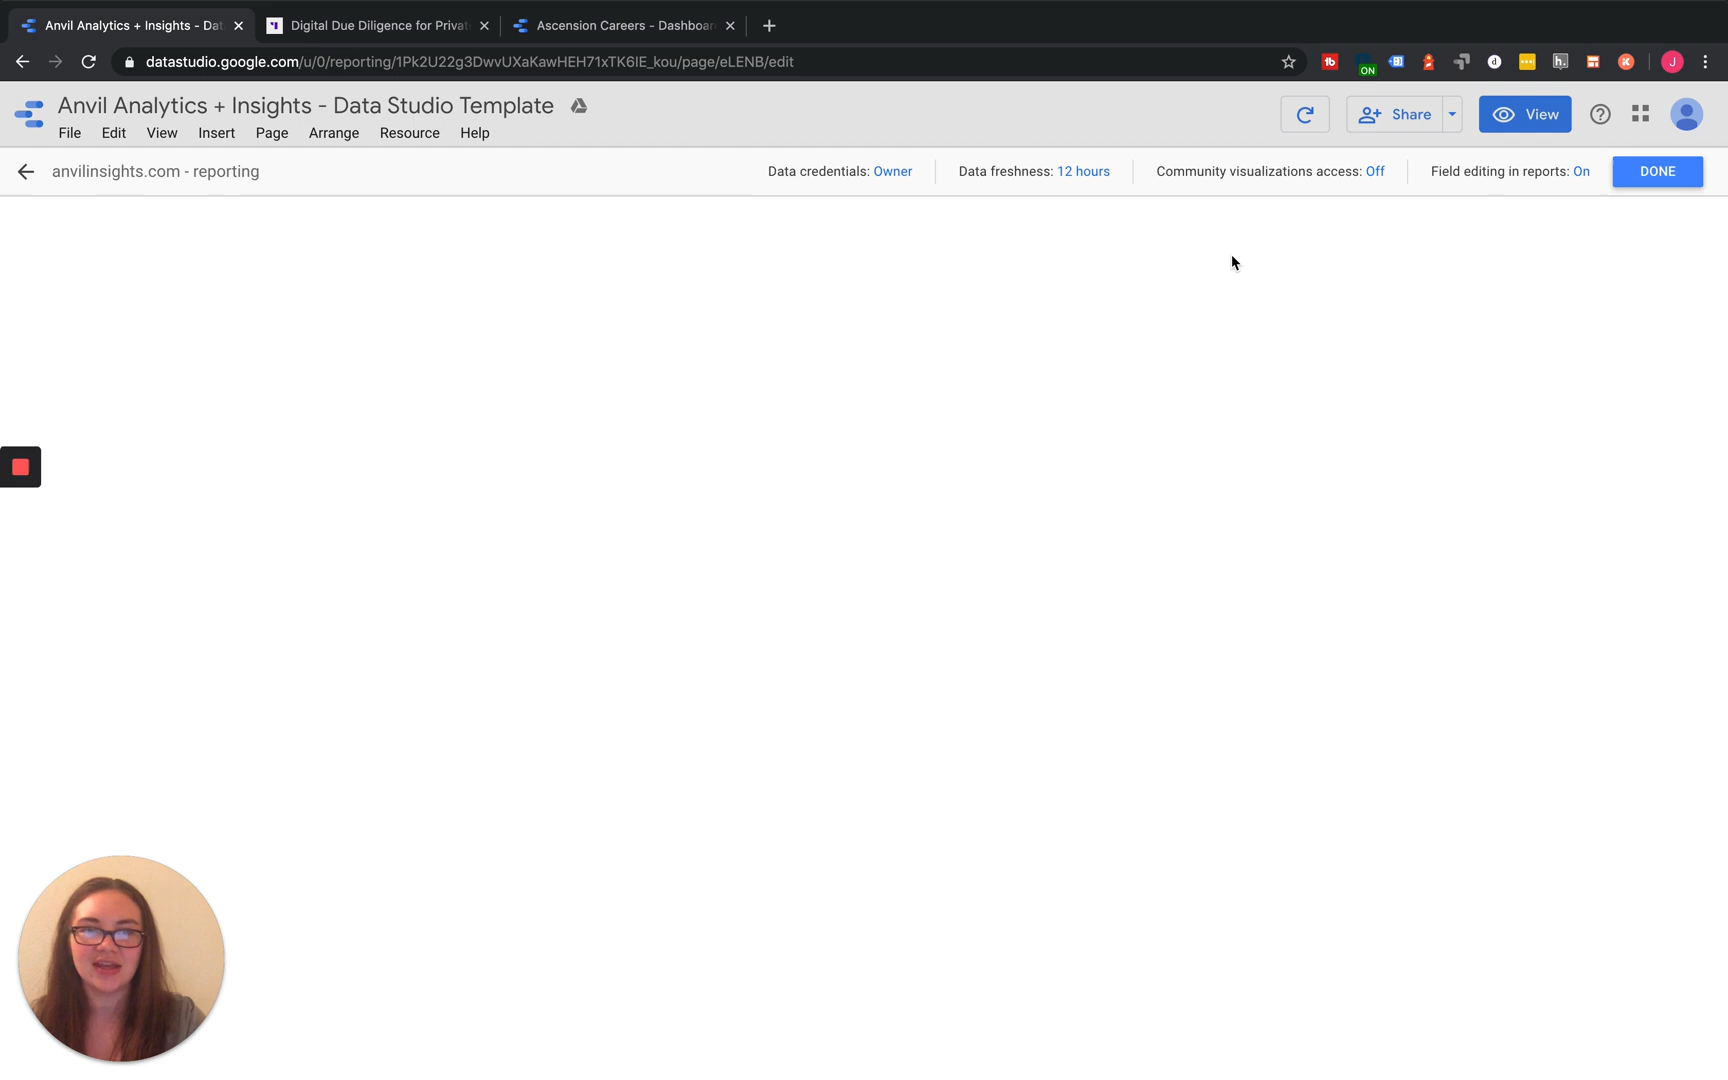 Anvil Analytics + Insights - Dat
Digital Due Diligence for Privat
Ascension Careers - Dashboar
datastudio.google.com/u/0/reporting/1Pk2U22g3DwvUXaKawHEH71xTK6IE_kou/page/eLENB/edit
ON
J
Anvil Analytics + Insights - Data Studio Template
File Edit View Insert Page Arrange Resource Help
Share
View
anvilinsights.com - reporting
Data credentials: Owner
Data freshness: 12 hours
Community visualizations access: Off
Field editing in reports: On
DONE